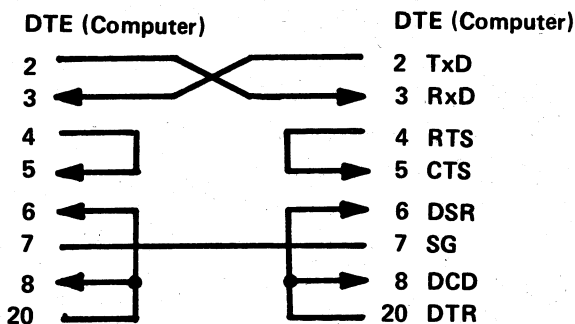 DTE (Computer) DTE (Computer)
2 2 TxD
3 3 RxD
4 4 RTS
5 5 CTS
6 6 DSR
7 7 SG
8 8 DCD
20 20 DTR